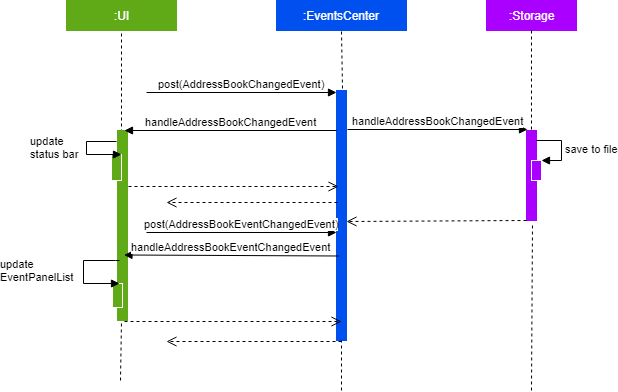 :UI
:EventsCenter
:Storage
post(AddressBookChangedEvent)
handleAddressBookChangedEvent
handleAddressBookChangedEvent
update
status bar
save to file
post(AddressBookEventChangedEvent)
handleAddressBookEventChangedEvent
update
EventPanelList